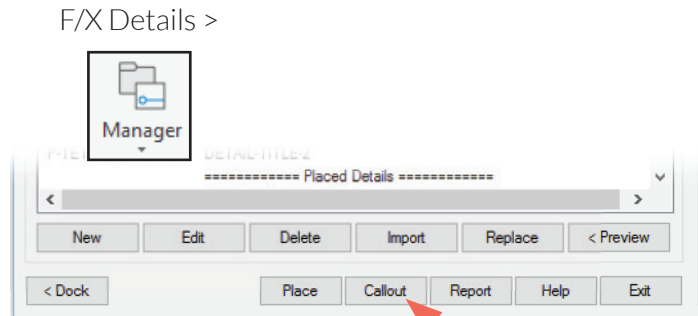 F/X Details >
Manager
DETAIL-TITLE-2
============ Placed Details ============
New Edit Delete Import Replace < Preview
< Dock Place Callout Report Help Exit